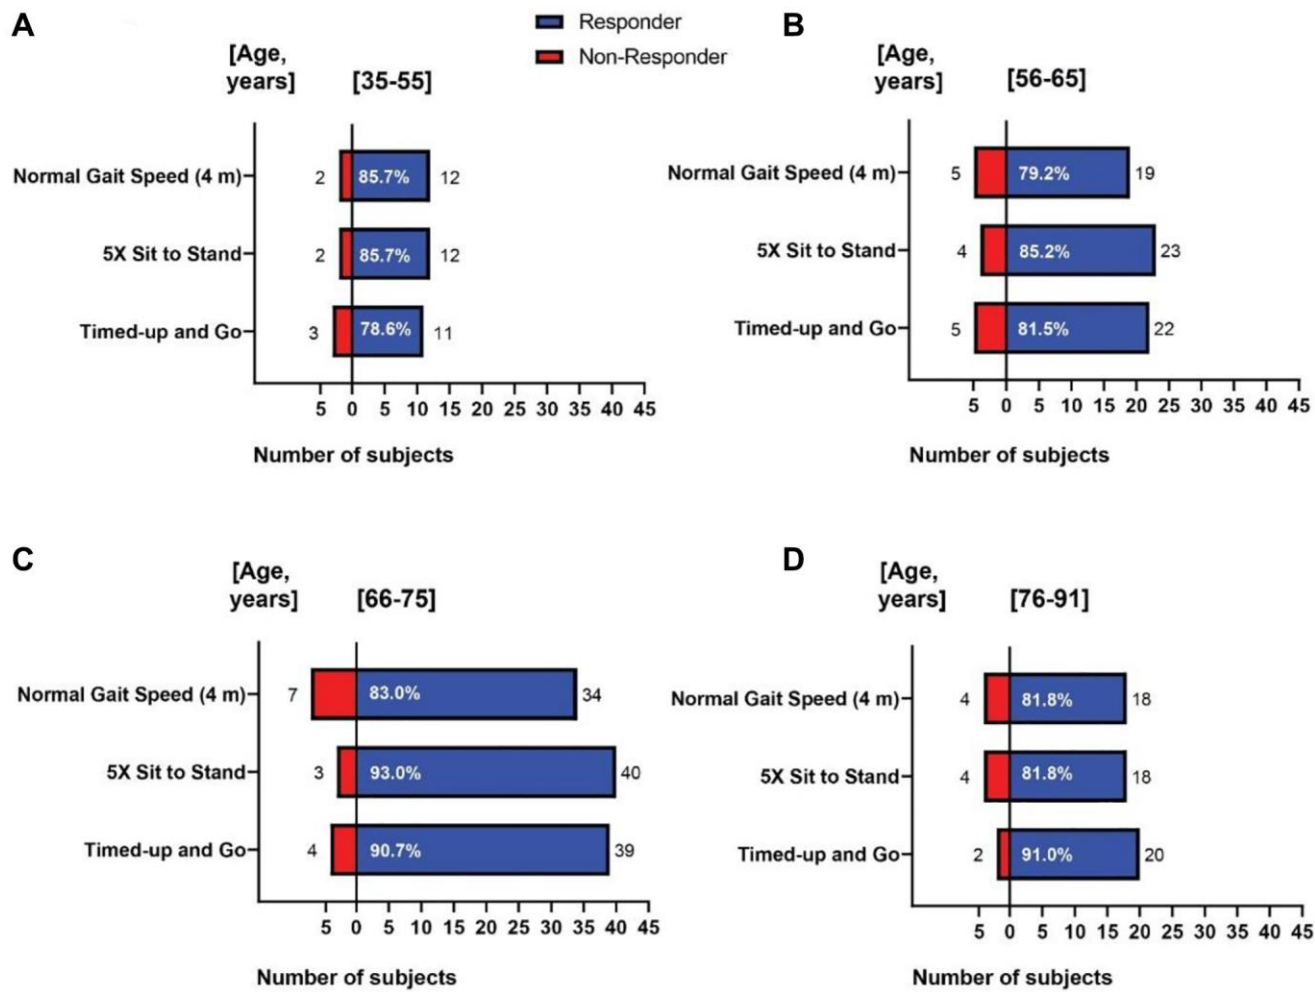 A
Responder
Non-Responder
B
[Age,
years]
[35-55]
Normal Gait Speed (4 m)
2
85.7%
12
5X Sit to Stand
2
85.7%
12
Timed-up and Go
3
78.6%
11
5 0 5 10 15 20 25 30 35 40 45
Number of subjects
[Age,
years]
[56-65]
Normal Gait Speed (4 m)
5
79.2%
19
5X Sit to Stand
4
85.2%
23
Timed-up and Go
5
81.5%
22
5 0 5 10 15 20 25 30 35 40 45
Number of subjects
C
[Age,
years]
[66-75]
Normal Gait Speed (4 m)
7
83.0%
34
5X Sit to Stand
3
93.0%
40
Timed-up and Go
4
90.7%
39
5 0 5 10 15 20 25 30 35 40 45
Number of subjects
D
[Age,
years]
[76-91]
Normal Gait Speed (4 m)
4
81.8%
18
5X Sit to Stand
4
81.8%
18
Timed-up and Go
2
91.0%
20
5 0 5 10 15 20 25 30 35 40 45
Number of subjects